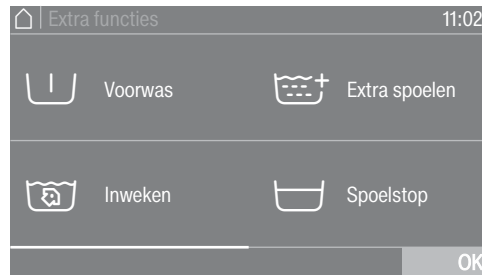 Extra functies 11:02
Voorwas
Extra spoelen
Inweken
Spoelstop
OK